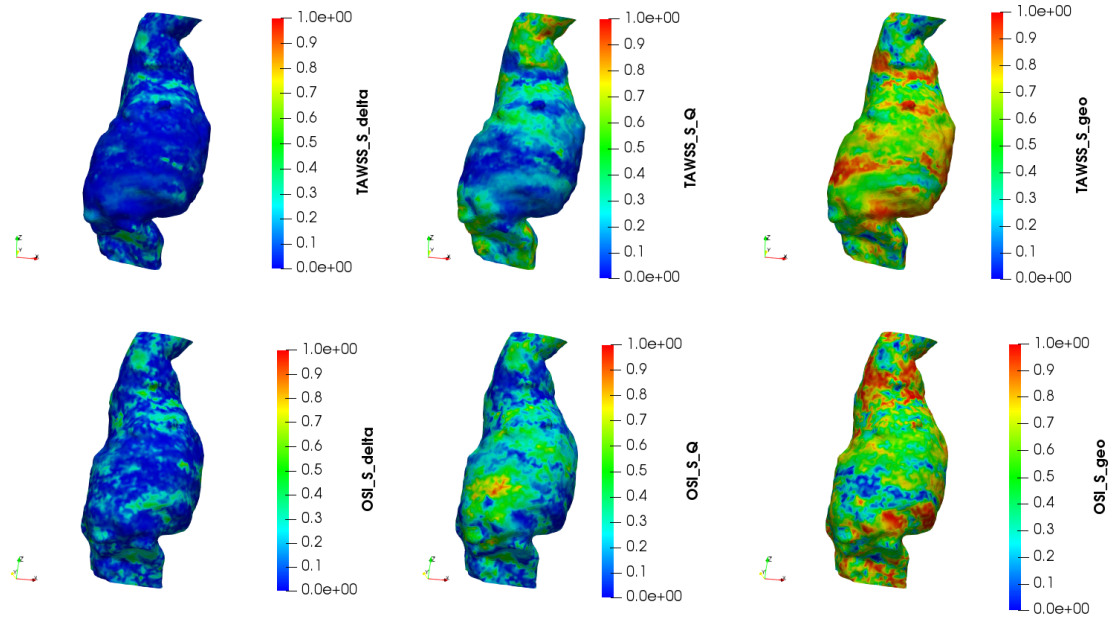 1.0e+00
0.9
0.8
0.7
0.6
0.5
0.4
0.3
0.2
0.1
0.0e+00
TAWSS_S_delta
Z
Y
X
1.0e+00
0.9
0.8
0.7
0.6
0.5
0.4
0.3
0.2
0.1
0.0e+00
TAWSS_S_Q
Z
Y
X
1.0e+00
0.9
0.8
0.7
0.6
0.5
0.4
0.3
0.2
0.1
0.0e+00
TAWSS_S_geo
Z
Y
X
1.0e+00
0.9
0.8
0.7
0.6
0.5
0.4
0.3
0.2
0.1
0.0e+00
OSI_S_delta
Z
Y
X
1.0e+00
0.9
0.8
0.7
0.6
0.5
0.4
0.3
0.2
0.1
0.0e+00
OSI_S_Q
Z
Y
X
1.0e+00
0.9
0.8
0.7
0.6
0.5
0.4
0.3
0.2
0.1
0.0e+00
OSI_S_geo
Z
Y
X